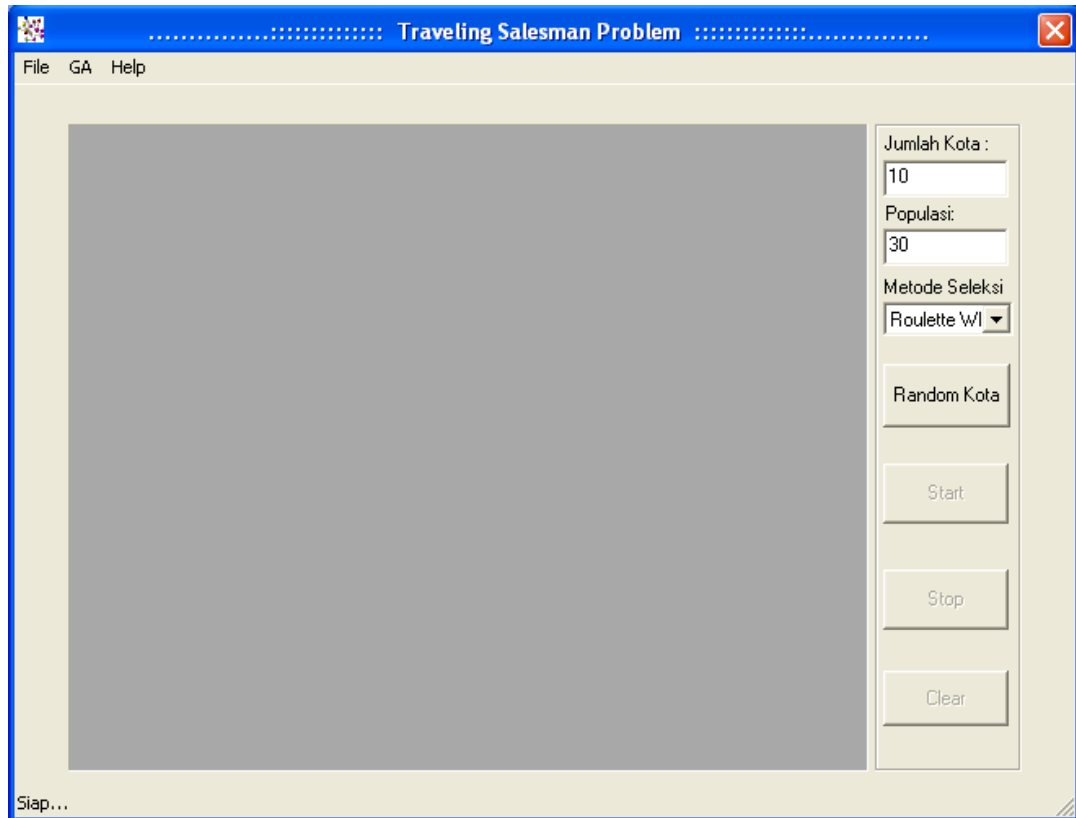 ...............:::::::::::::: Traveling Salesman Problem ::::::::::::::...............
File GA Help
Jumlah Kota :
10
Populasi:
30
Metode Seleksi
Roulette Wl
Random Kota
Start
Stop
Clear
Siap...